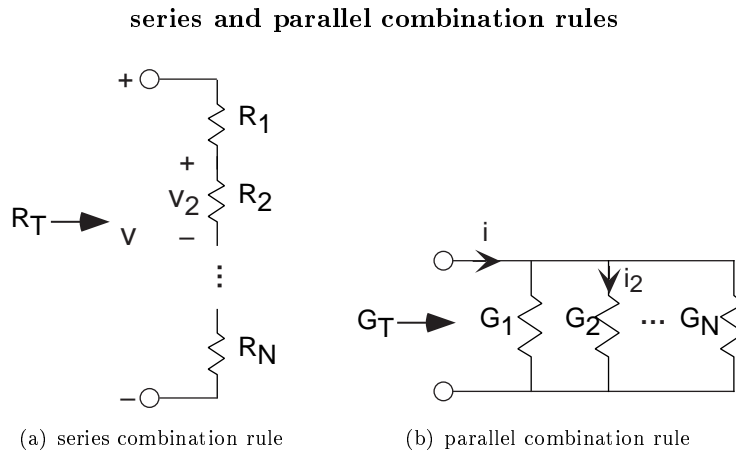 series and parallel combination rules
+
R1
+
v2
R2
RT
v
–
...
RN
–
(a) series combination rule
i
i2
GT
G1
G2
...
GN
(b) parallel combination rule